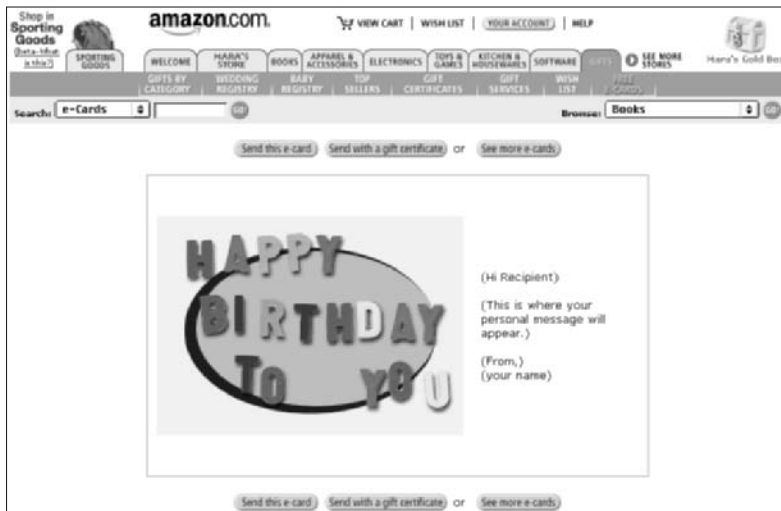 Shop in
Sporting
Goods
(Beta-What
is this?)
amazon.com.
VIEW CART | WISH LIST | YOUR ACCOUNT | HELP
SPORTING
GOODS
WELCOME
HARA'S
STORE
BOOKS
APPAREL &
ACCESSORIES
ELECTRONICS
TOYS &
GAMES
KITCHEN &
HOUSEWARES
SOFTWARE
GIFTS
SEE MORE
STORES
Hara's Gold Box
GIFTS BY
CATEGORY
WEDDING
REGISTRY
BABY
REGISTRY
TOP
SELLERS
GIFT
CERTIFICATES
GIFT
SERVICES
WISH
LIST
FREE
E-CARDS
Search: e-Cards GO!
Browse: Books GO!
Send this e-card Send with a gift certificate or See more e-cards
HAPPY
BIRTHDAY
TO YOU
(Hi Recipient)
(This is where your
personal message will
appear.)
(From,)
(your name)
Send this e-card Send with a gift certificate or See more e-cards